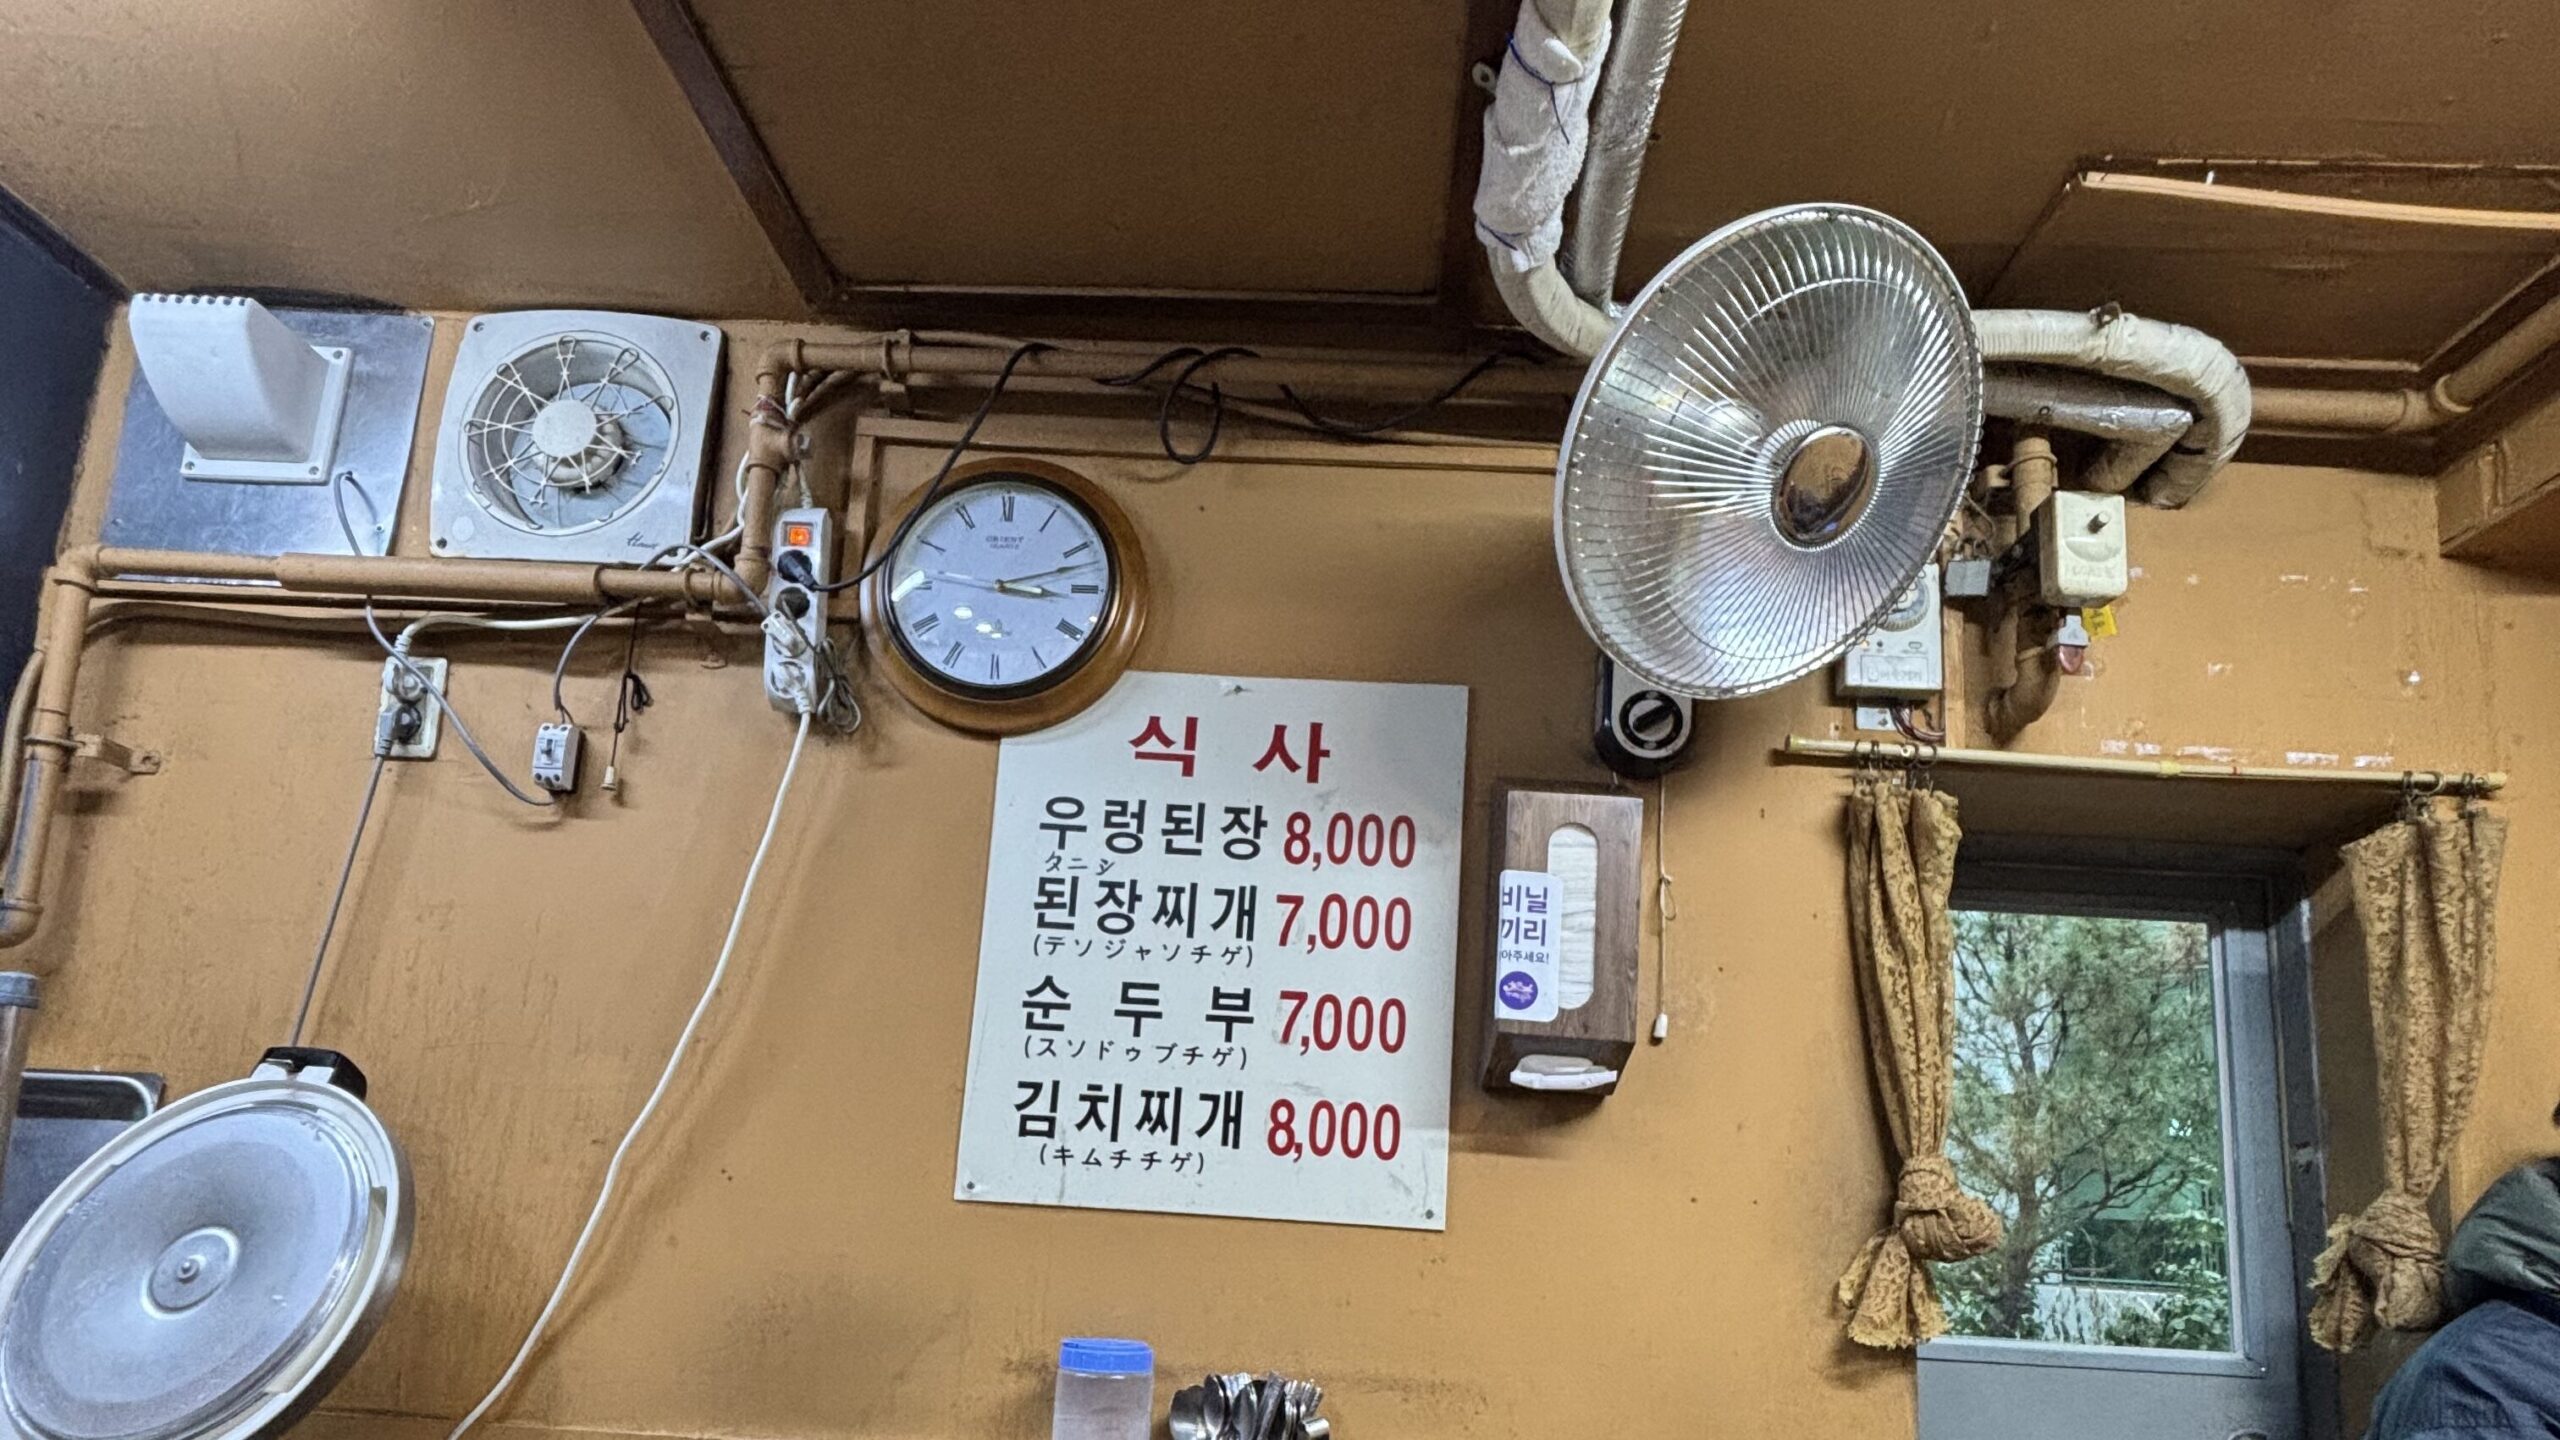 ORIENT
식 사
우렁된장 8,000
タニシ
된장찌개 7,000
(テソジャソチゲ)
순 두 부 7,000
(スソドゥブチゲ)
김치찌개 8,000
(キムチチゲ)
비닐
끼리